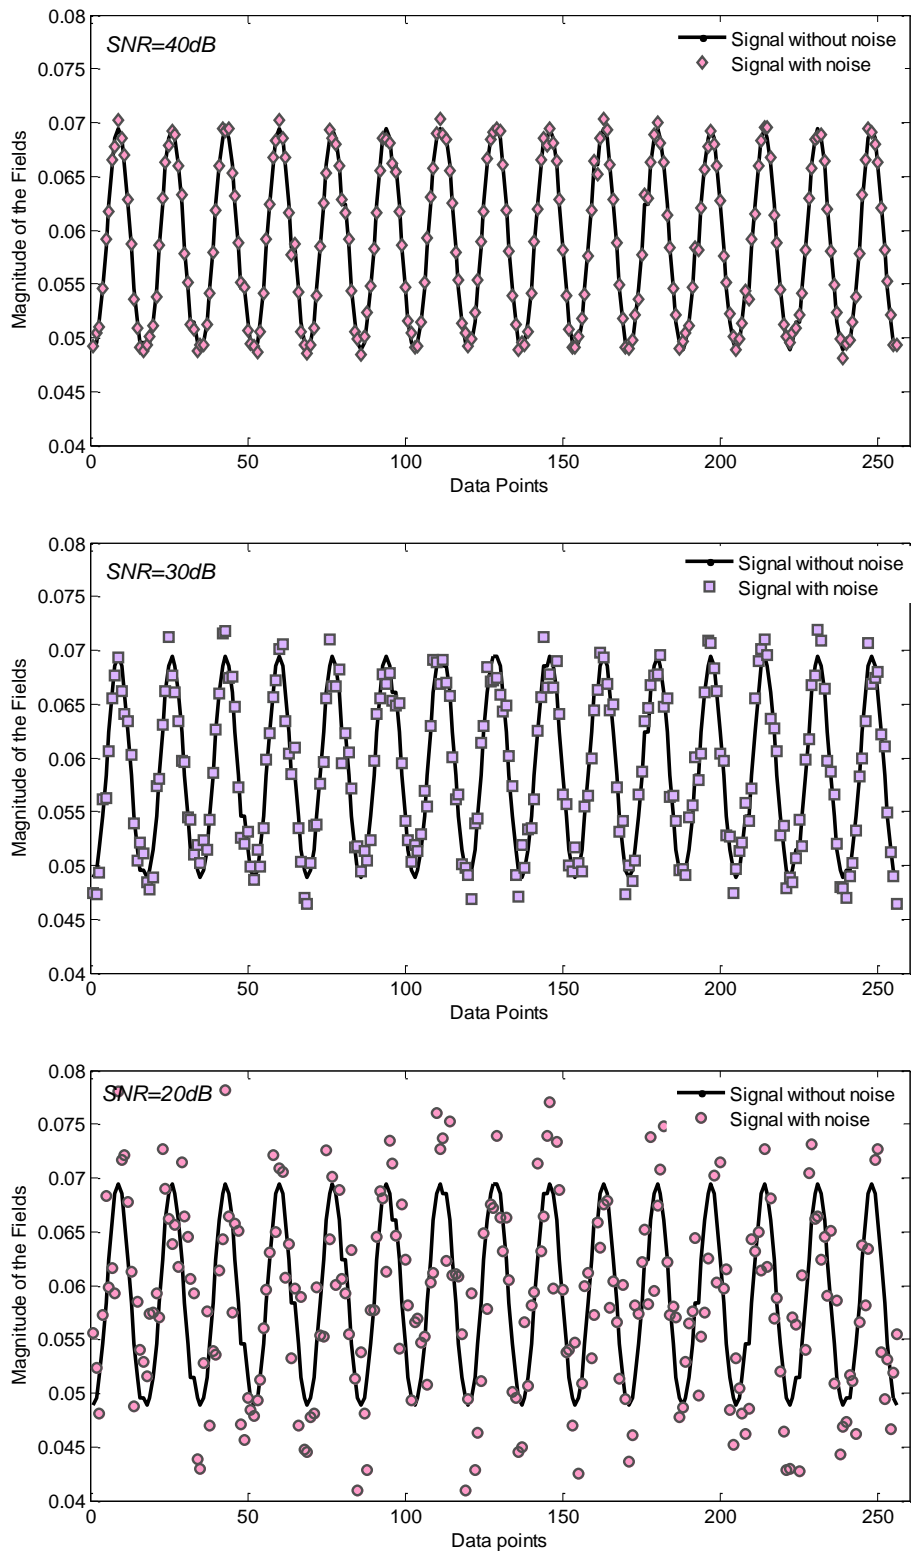 0.08
SNR=40dB
Signal without noise
Signal with noise
0.075
0.07
0.065
0.06
0.055
0.05
0.045
0.04
Magnitude of the Fields
0 50 100 150 200 250
Data Points
0.08
SNR=30dB
Signal without noise
Signal with noise
0.075
0.07
0.065
0.06
0.055
0.05
0.045
0.04
Magnitude of the Fields
0 50 100 150 200 250
Data Points
0.08
SNR=20dB
Signal without noise
Signal with noise
0.075
0.07
0.065
0.06
0.055
0.05
0.045
0.04
Magnitude of the Fields
0 50 100 150 200 250
Data points